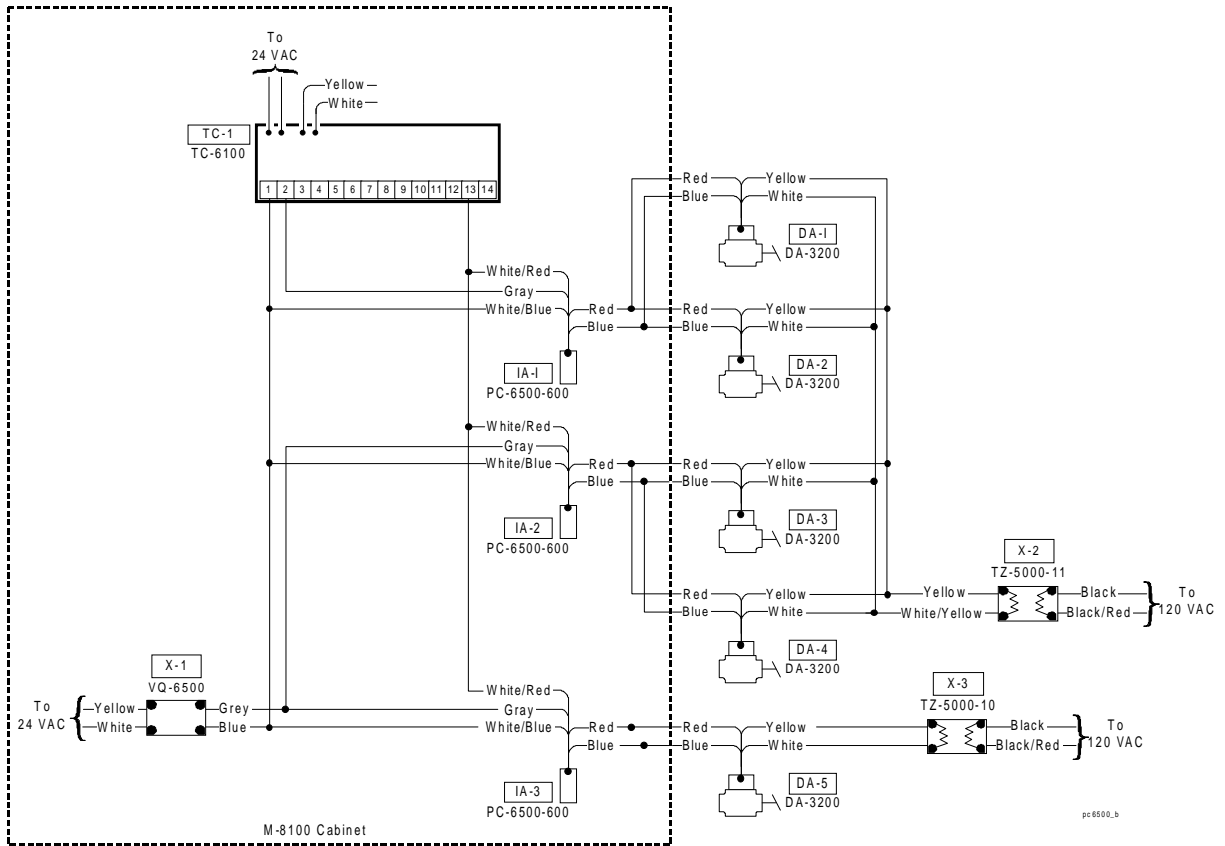 To
24 VAC
Yellow
White
TC-1
TC-6100
1 2 3 4 5 6 7 8 9 10 11 12 13 14
Red
Yellow
Blue
White
DA-I
DA-3200
White/Red
Gray
White/Blue
Red
Red
Yellow
Blue
Blue
White
IA-I
PC-6500-600
DA-2
DA-3200
White/Red
Gray
White/Blue
Red
Red
Yellow
Blue
Blue
White
IA-2
PC-6500-600
DA-3
DA-3200
X-2
TZ-5000-11
Red
Yellow
Yellow
Black
Blue
White
White/Yellow
Black/Red
To
120 VAC
DA-4
DA-3200
X-1
VQ-6500
To
24 VAC
Yellow
Grey
White
Blue
White/Red
Gray
White/Blue
Red
Red
Yellow
Blue
Blue
White
X-3
TZ-5000-10
Black
Black/Red
To
120 VAC
IA-3
PC-6500-600
DA-5
DA-3200
M-8100 Cabinet
pc6500_b